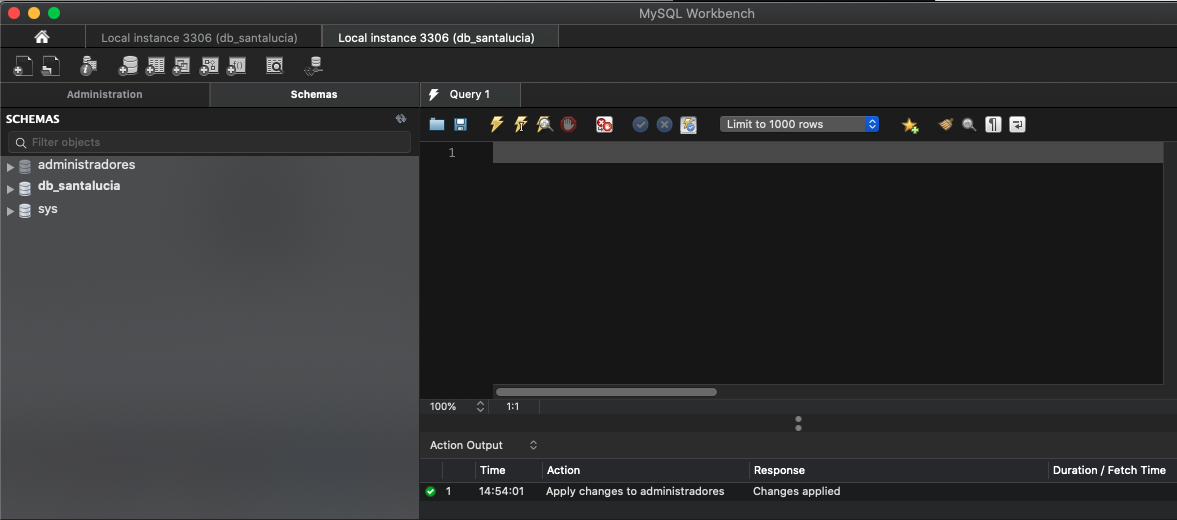 MySQL Workbench
Local instance 3306 (db_santalucia)
Local instance 3306 (db_santalucia)
Administration
Schemas
Query 1
SCHEMAS
Filter objects
administradores
db_santalucia
sys
Limit to 1000 rows
1
100%
1:1
Action Output
Time
Action
Response
Duration / Fetch Time
1
14:54:01
Apply changes to administradores
Changes applied